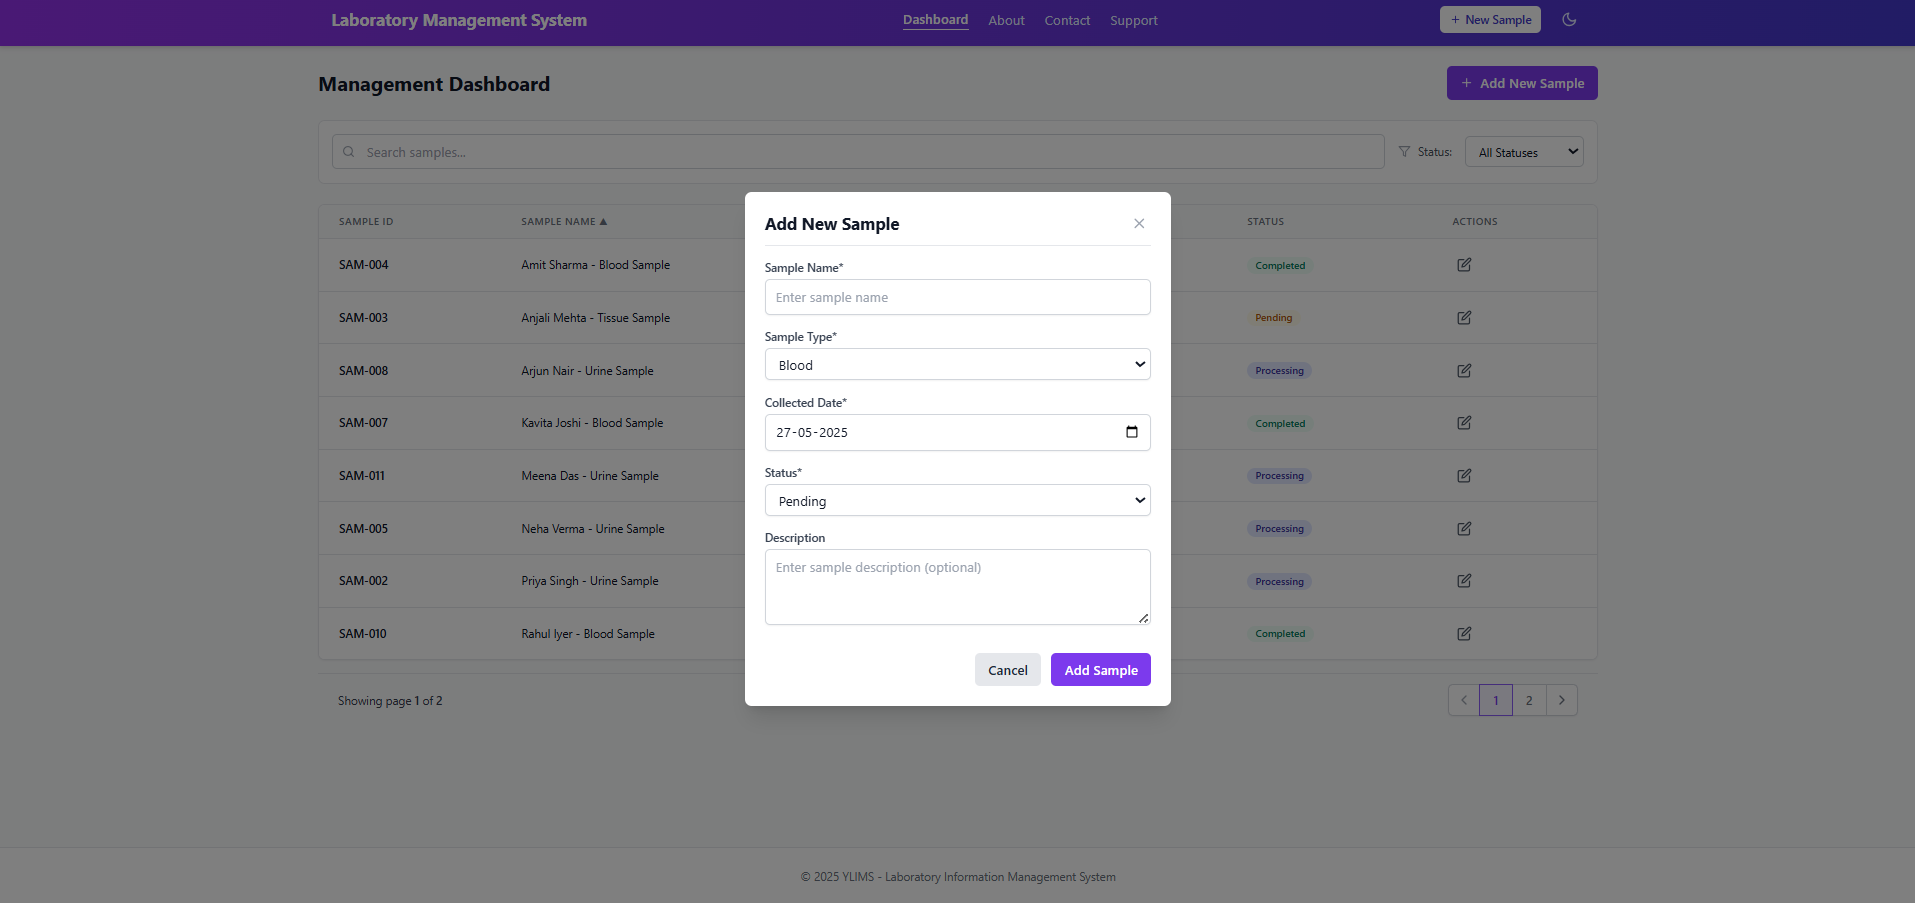 Laboratory Management System
Dashboard About Contact Support
+ New Sample
Management Dashboard
+ Add New Sample
Search samples...
Status: All Statuses
SAMPLE ID SAMPLE NAME ▲ STATUS ACTIONS
SAM-004 Amit Sharma - Blood Sample Completed
SAM-003 Anjali Mehta - Tissue Sample Pending
SAM-008 Arjun Nair - Urine Sample Processing
SAM-007 Kavita Joshi - Blood Sample Completed
SAM-011 Meena Das - Urine Sample Processing
SAM-005 Neha Verma - Urine Sample Processing
SAM-002 Priya Singh - Urine Sample Processing
SAM-010 Rahul Iyer - Blood Sample Completed
Showing page 1 of 2
1 2
Add New Sample
Sample Name*
Enter sample name
Sample Type*
Blood
Collected Date*
27-05-2025
Status*
Pending
Description
Enter sample description (optional)
Cancel Add Sample
© 2025 YLIMS - Laboratory Information Management System